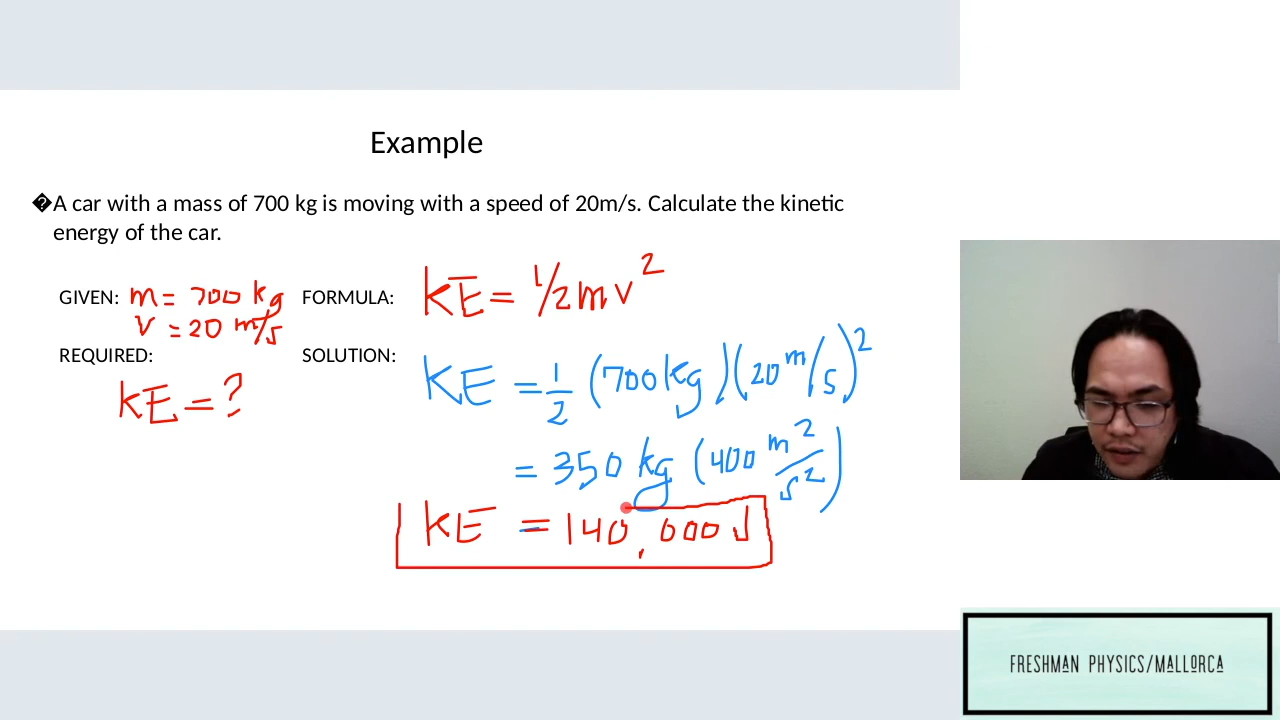 Example
�A car with a mass of 700 kg is moving with a speed of 20m/s. Calculate the kinetic
energy of the car.
GIVEN: m = 700 kg
v = 20 m/s
REQUIRED:
KE = ?
FORMULA: KE = 1/2 m v²
SOLUTION: KE = 1/2 (700 kg)(20 m/s)²
= 350 kg (400 m²/s²)
KE = 140,000 J
FRESHMAN PHYSICS/MALLORCA